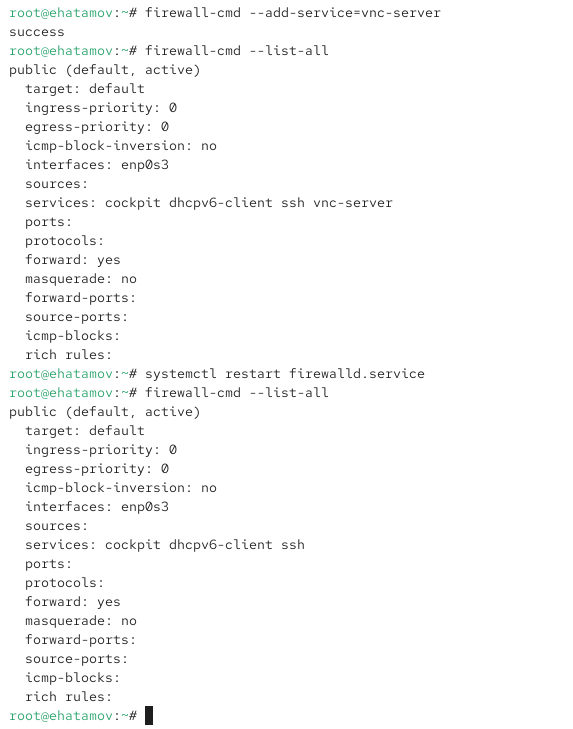 root@ehatamov:~# firewall-cmd --add-service=vnc-server
success
root@ehatamov:~# firewall-cmd --list-all
public (default, active)
  target: default
  ingress-priority: 0
  egress-priority: 0
  icmp-block-inversion: no
  interfaces: enp0s3
  sources:
  services: cockpit dhcpv6-client ssh vnc-server
  ports:
  protocols:
  forward: yes
  masquerade: no
  forward-ports:
  source-ports:
  icmp-blocks:
  rich rules:
root@ehatamov:~# systemctl restart firewalld.service
root@ehatamov:~# firewall-cmd --list-all
public (default, active)
  target: default
  ingress-priority: 0
  egress-priority: 0
  icmp-block-inversion: no
  interfaces: enp0s3
  sources:
  services: cockpit dhcpv6-client ssh
  ports:
  protocols:
  forward: yes
  masquerade: no
  forward-ports:
  source-ports:
  icmp-blocks:
  rich rules:
root@ehatamov:~#